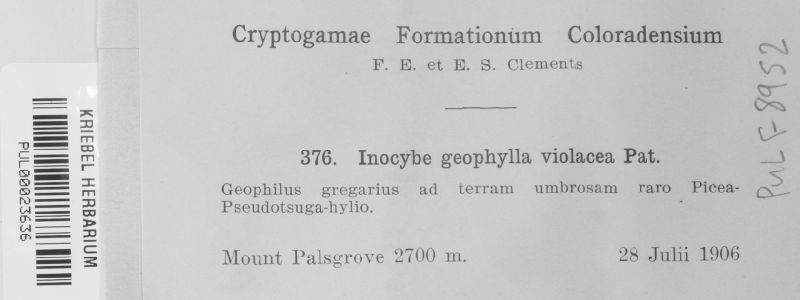 Cryptogamae Formationum Coloradensium
F. E. et E. S. Clements
376. Inocybe geophylla violacea Pat.
Geophilus gregarius ad terram umbrosam raro Picea-
Pseudotsuga-hylio.
Mount Palsgrove 2700 m. 28 Julii 1906
PUL F-8952
KRIEBEL HERBARIUM
PUL00023636